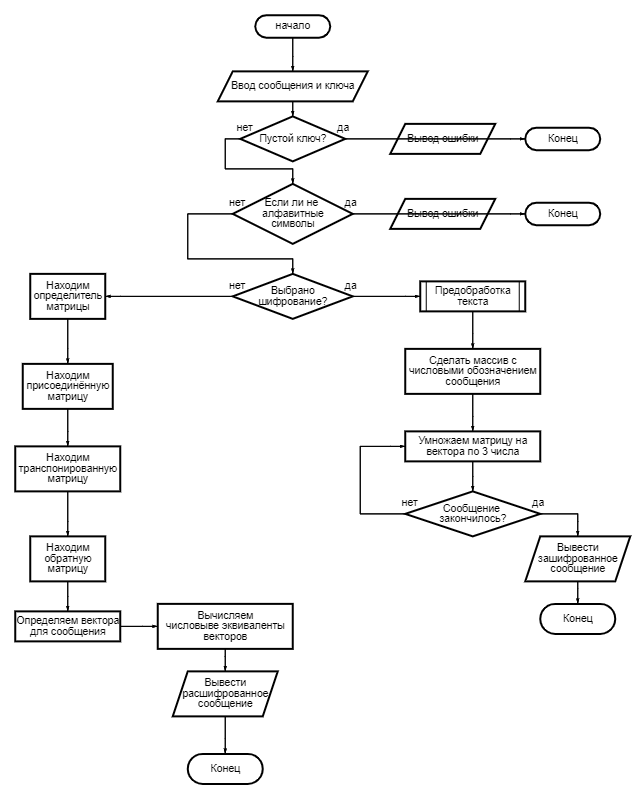 начало
Ввод сообщения и ключа
нет
да
Пустой ключ?
Вывод ошибки
Конец
нет
да
Если ли не
алфавитные
символы
Вывод ошибки
Конец
нет
да
Выбрано
шифрование?
Находим
определитель
матрицы
Предобработка
текста
Находим
присоединённую
матрицу
Сделать массив с
числовыми обозначением
сообщения
Находим
транспонированную
матрицу
Умножаем матрицу на
вектора по 3 числа
нет
да
Сообщение
закончилось?
Находим
обратную
матрицу
Вывести
зашифрованное
сообщение
Определяем вектора
для сообщения
Вычисляем
числовыве эквиваленты
векторов
Конец
Вывести
расшифрованное
сообщение
Конец